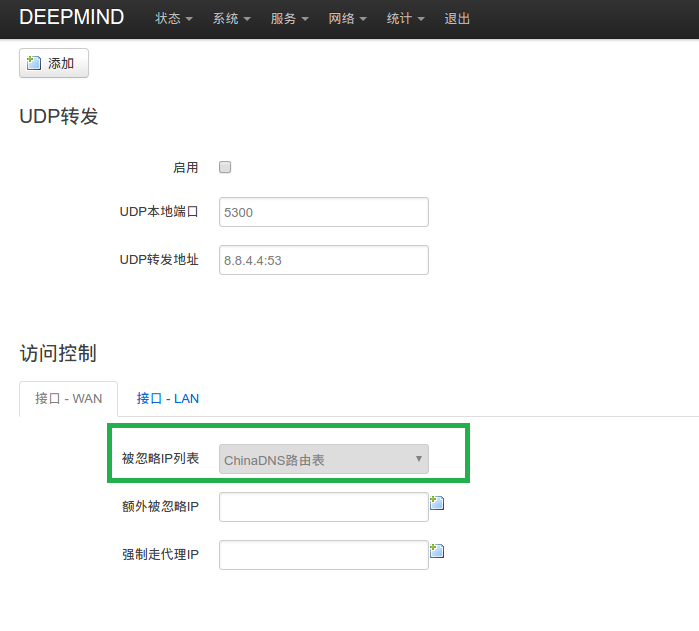 DEEPMIND 状态 系统 服务 网络 统计 退出
添加
UDP转发
启用
UDP本地端口 5300
UDP转发地址 8.8.4.4:53
访问控制
接口 - WAN 接口 - LAN
被忽略IP列表 ChinaDNS路由表
额外被忽略IP
强制走代理IP